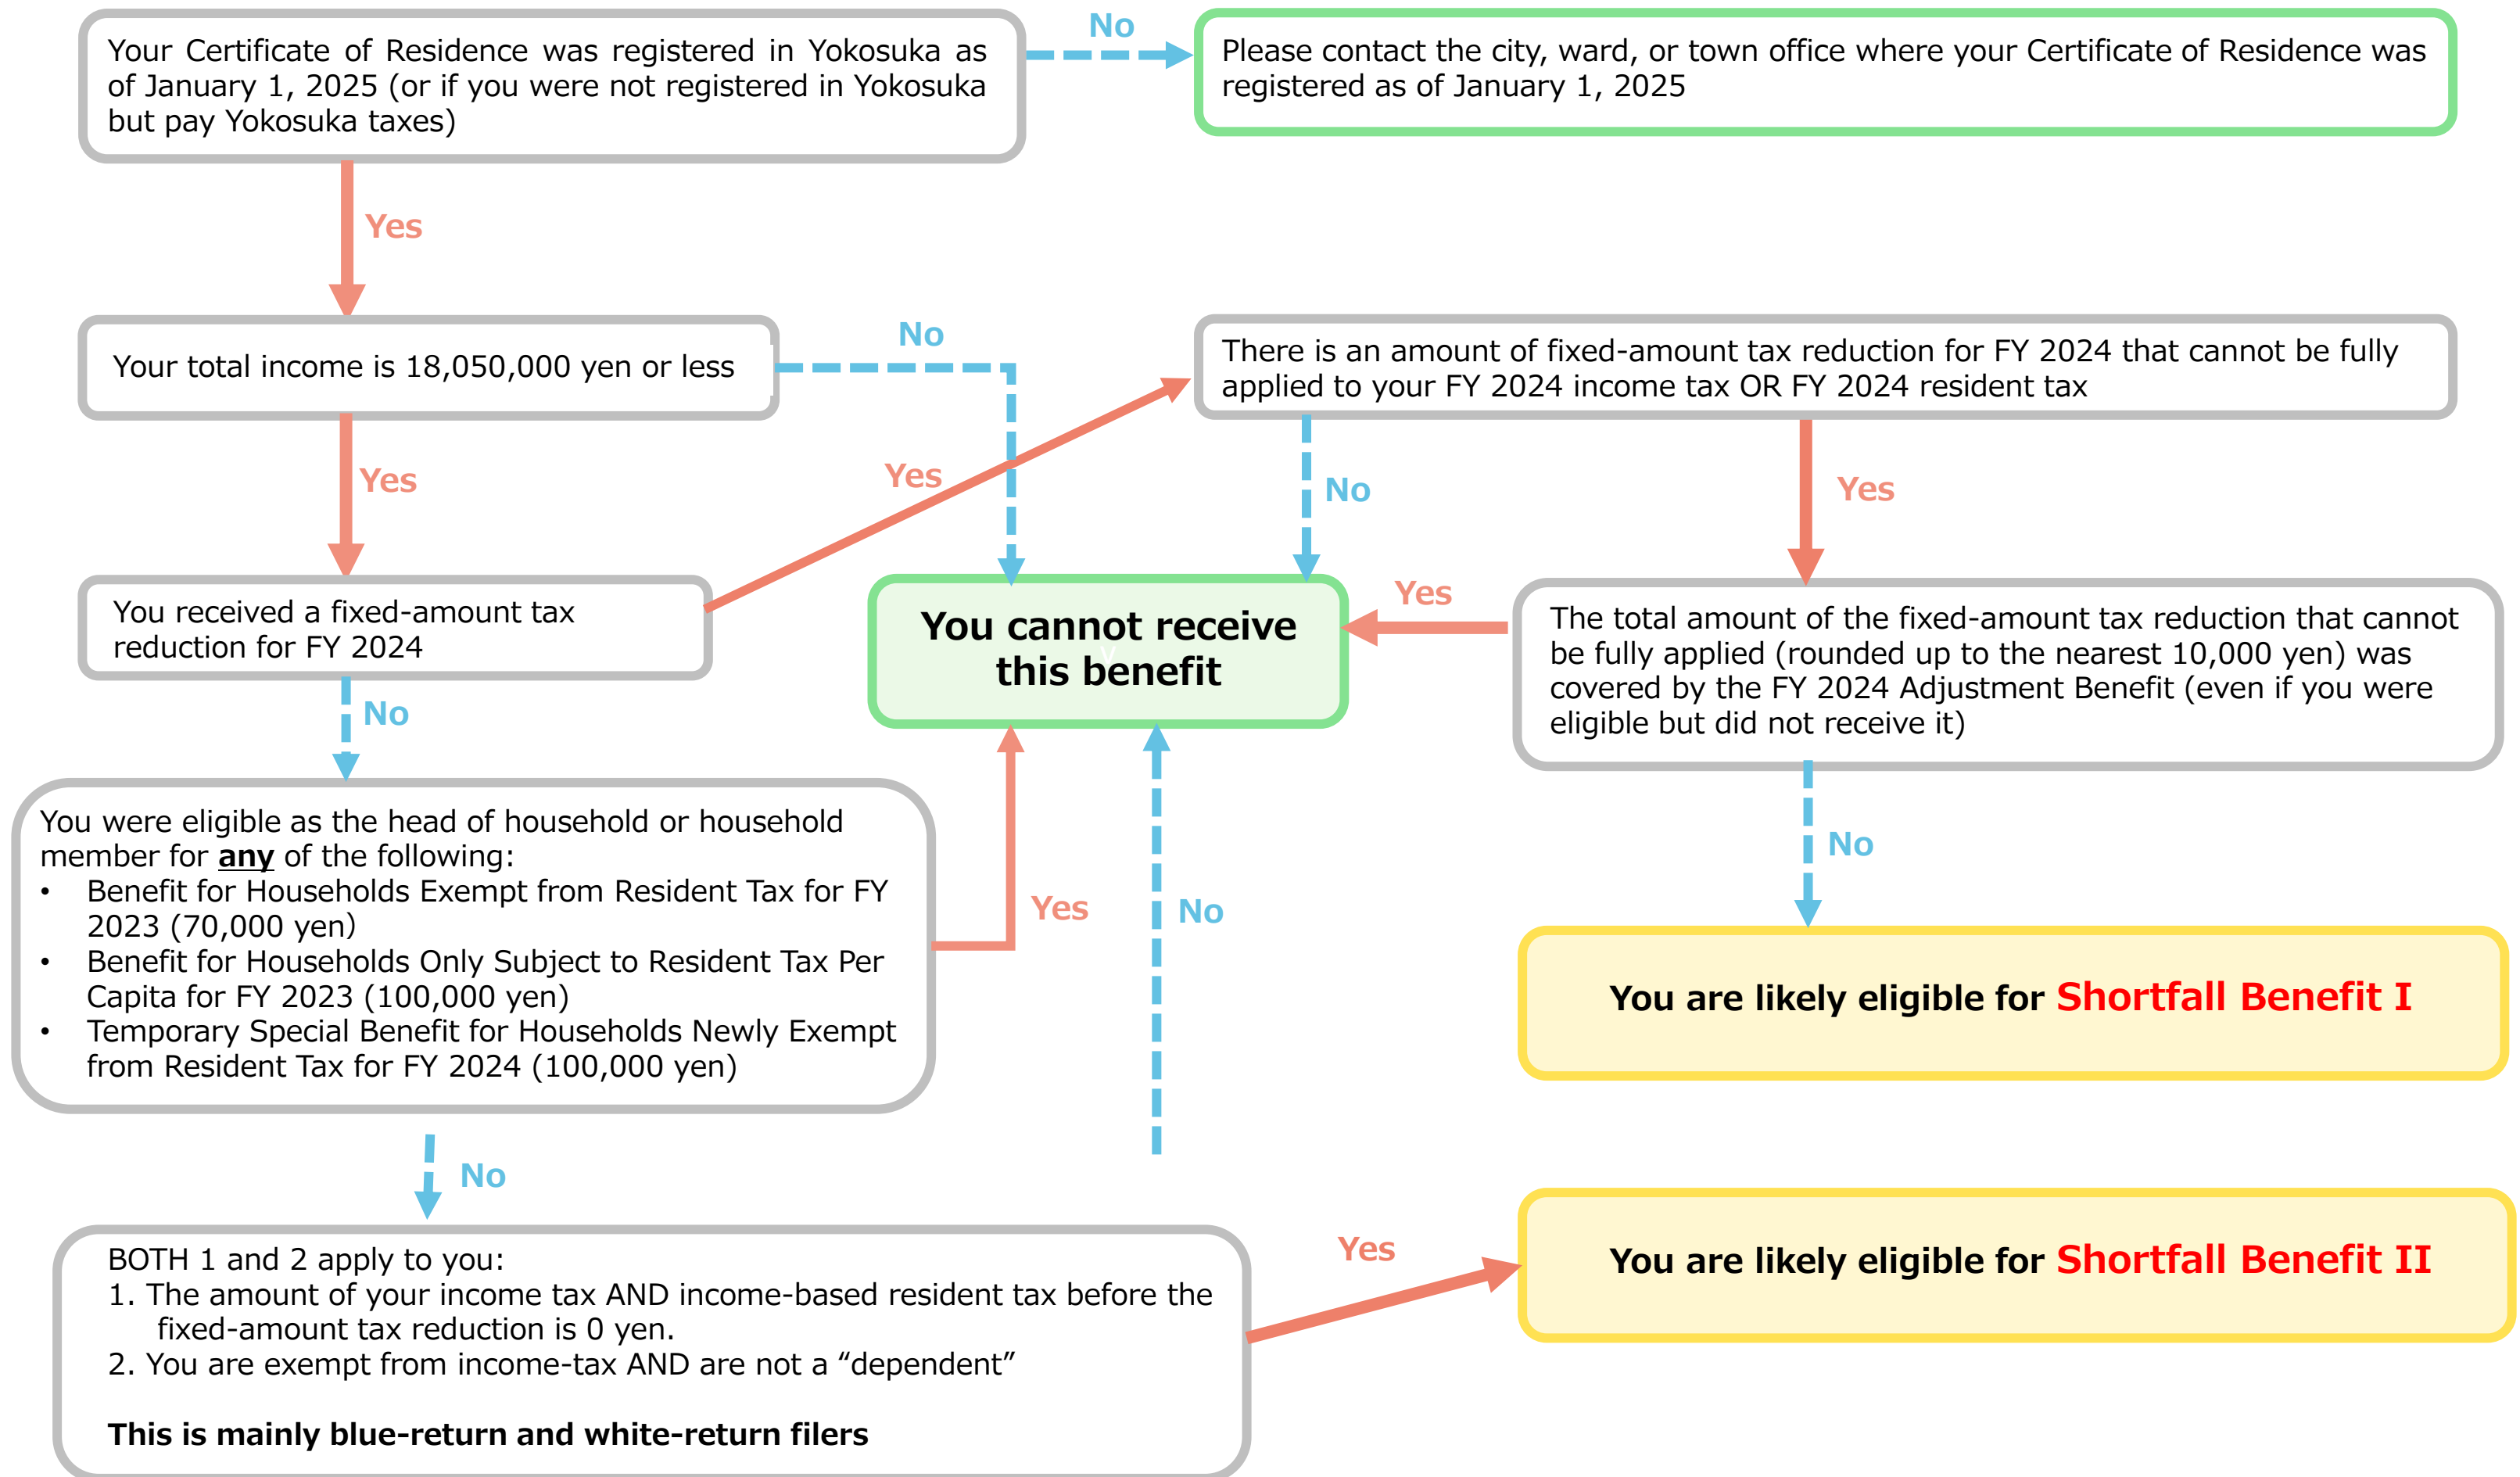 Your Certificate of Residence was registered in Yokosuka as
of January 1, 2025 (or if you were not registered in Yokosuka
but pay Yokosuka taxes)
No
Please contact the city, ward, or town office where your Certificate of Residence was
registered as of January 1, 2025
Yes
Your total income is 18,050,000 yen or less
No
There is an amount of fixed-amount tax reduction for FY 2024 that cannot be fully
applied to your FY 2024 income tax OR FY 2024 resident tax
Yes
Yes
No
Yes
You received a fixed-amount tax
reduction for FY 2024
You cannot receive
this benefit
Yes
The total amount of the fixed-amount tax reduction that cannot
be fully applied (rounded up to the nearest 10,000 yen) was
covered by the FY 2024 Adjustment Benefit (even if you were
eligible but did not receive it)
No
You were eligible as the head of household or household
member for any of the following:
• Benefit for Households Exempt from Resident Tax for FY
2023 (70,000 yen)
• Benefit for Households Only Subject to Resident Tax Per
Capita for FY 2023 (100,000 yen)
• Temporary Special Benefit for Households Newly Exempt
from Resident Tax for FY 2024 (100,000 yen)
Yes
No
No
You are likely eligible for Shortfall Benefit I
No
BOTH 1 and 2 apply to you:
1. The amount of your income tax AND income-based resident tax before the
fixed-amount tax reduction is 0 yen.
2. You are exempt from income-tax AND are not a “dependent”
This is mainly blue-return and white-return filers
Yes
You are likely eligible for Shortfall Benefit II